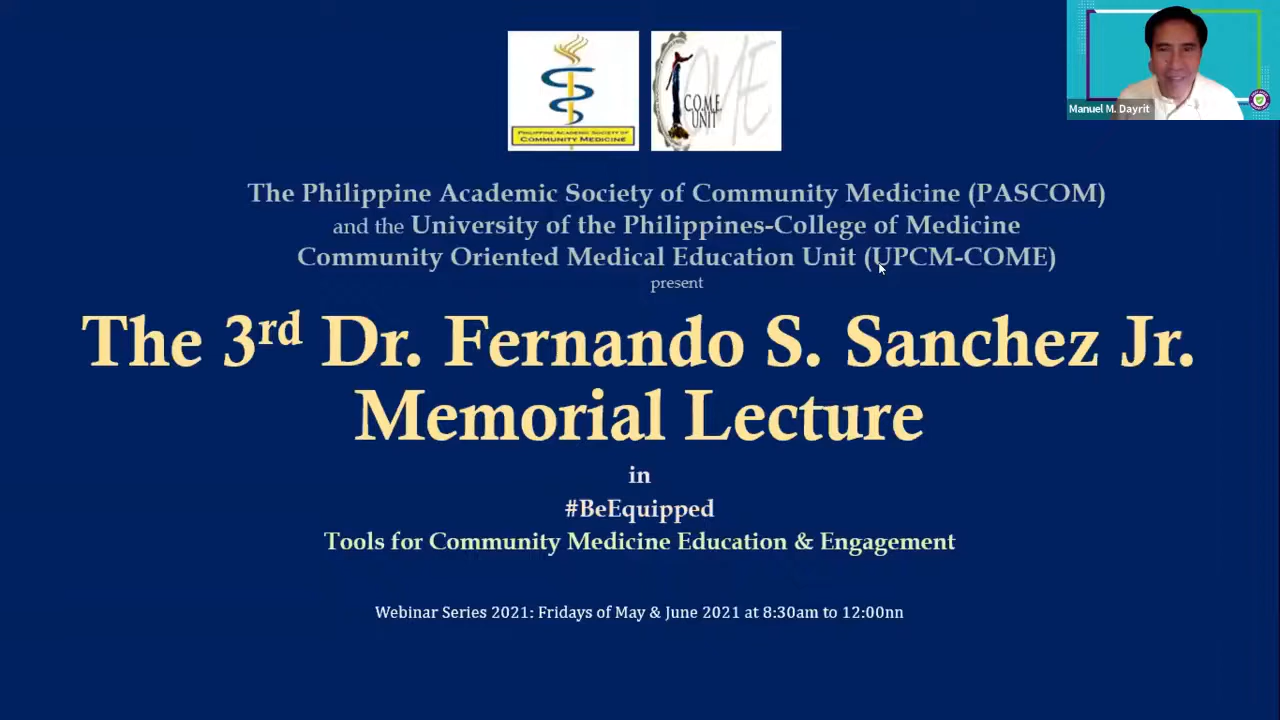 Manuel M. Dayrit
PHILIPPINE ACADEMIC SOCIETY OF
COMMUNITY MEDICINE
COME
C.O.M.E.
UNIT
The Philippine Academic Society of Community Medicine (PASCOM)
and the University of the Philippines-College of Medicine
Community Oriented Medical Education Unit (UPCM-COME)
present
The 3rd Dr. Fernando S. Sanchez Jr.
Memorial Lecture
in
#BeEquipped
Tools for Community Medicine Education & Engagement
Webinar Series 2021: Fridays of May & June 2021 at 8:30am to 12:00nn